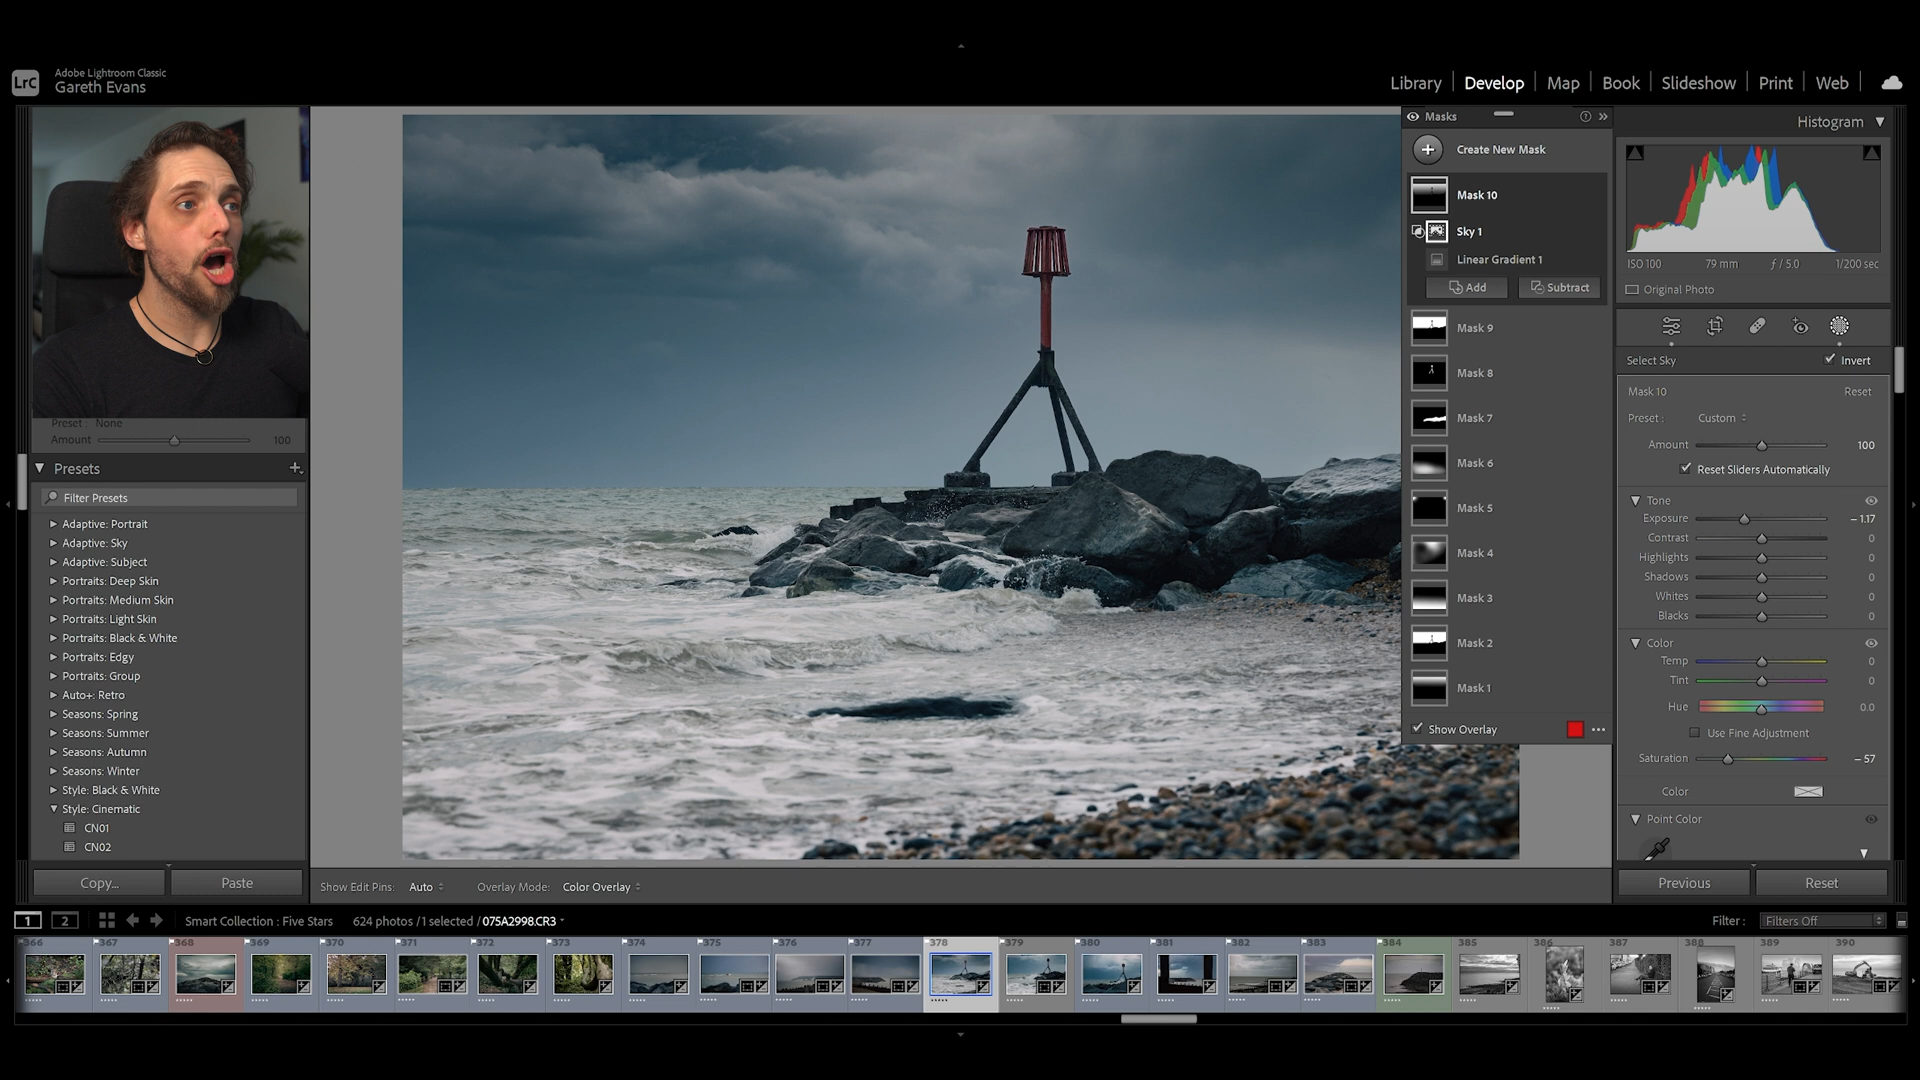 LrC
Adobe Lightroom Classic
Gareth Evans
Library
Develop
Map
Book
Slideshow
Print
Web
Preset : None
Amount 100
Presets
Filter Presets
Adaptive: Portrait
Adaptive: Sky
Adaptive: Subject
Portraits: Deep Skin
Portraits: Medium Skin
Portraits: Light Skin
Portraits: Black & White
Portraits: Edgy
Portraits: Group
Auto+: Retro
Seasons: Spring
Seasons: Summer
Seasons: Autumn
Seasons: Winter
Style: Black & White
Style: Cinematic
CN01
CN02
Copy...
Paste
Show Edit Pins: Auto
Overlay Mode: Color Overlay
Masks
Create New Mask
Mask 10
Sky 1
Linear Gradient 1
Add
Subtract
Mask 9
Mask 8
Mask 7
Mask 6
Mask 5
Mask 4
Mask 3
Mask 2
Mask 1
Show Overlay
Histogram
ISO 100 79 mm ƒ / 5.0 1/200 sec
Original Photo
Select Sky
Invert
Mask 10
Reset
Preset : Custom
Amount 100
Reset Sliders Automatically
Tone
Exposure – 1.17
Contrast 0
Highlights 0
Shadows 0
Whites 0
Blacks 0
Color
Temp 0
Tint 0
Hue 0.0
Use Fine Adjustment
Saturation – 57
Color
Point Color
Previous
Reset
1
2
Smart Collection : Five Stars
624 photos / 1 selected / 075A2998.CR3
Filter :
Filters Off
366
367
368
369
370
371
372
373
374
375
376
377
378
379
380
381
382
383
384
385
386
387
388
389
390